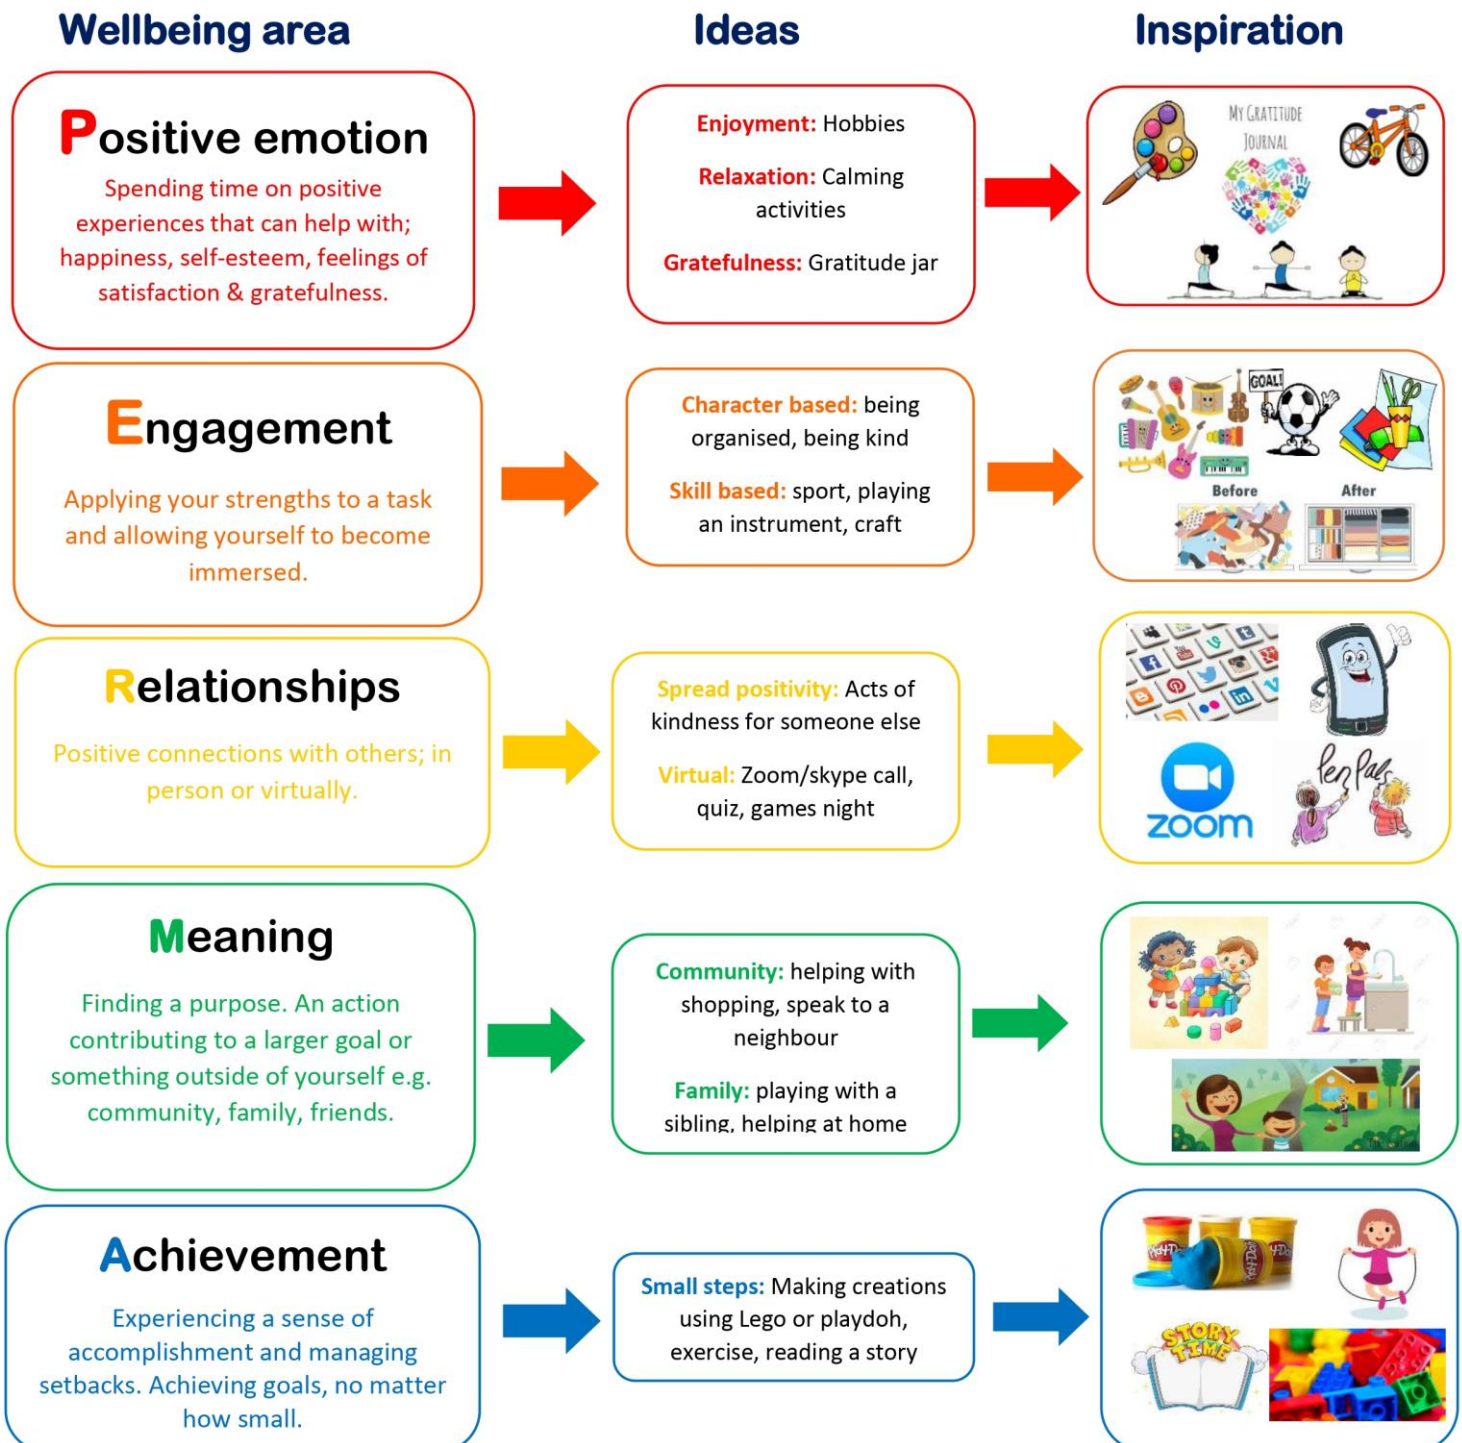 Wellbeing area
Ideas
Inspiration
Positive emotion
Spending time on positive
experiences that can help with;
happiness, self-esteem, feelings of
satisfaction & gratefulness.
Enjoyment: Hobbies
Relaxation: Calming
activities
Gratefulness: Gratitude jar
MY GRATITUDE
JOURNAL
Engagement
Applying your strengths to a task
and allowing yourself to become
immersed.
Character based: being
organised, being kind
Skill based: sport, playing
an instrument, craft
GOAL!
Before
After
Relationships
Positive connections with others; in
person or virtually.
Spread positivity: Acts of
kindness for someone else
Virtual: Zoom/skype call,
quiz, games night
zoom
Pen Pals
Meaning
Finding a purpose. An action
contributing to a larger goal or
something outside of yourself e.g.
community, family, friends.
Community: helping with
shopping, speak to a
neighbour
Family: playing with a
sibling, helping at home
Achievement
Experiencing a sense of
accomplishment and managing
setbacks. Achieving goals, no matter
how small.
Small steps: Making creations
using Lego or playdoh,
exercise, reading a story
Play-Doh
Play-Doh
STORY
TIME